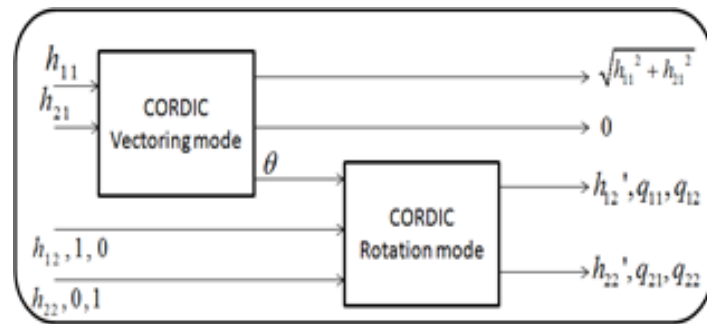 h₁₁
√h₁₁² + h₂₁²
h₂₁
CORDIC
Vectoring mode
0
θ
h₁₂', q₁₁, q₁₂
CORDIC
Rotation mode
h₁₂, 1, 0
h₂₂, 0, 1
h₂₂', q₂₁, q₂₂